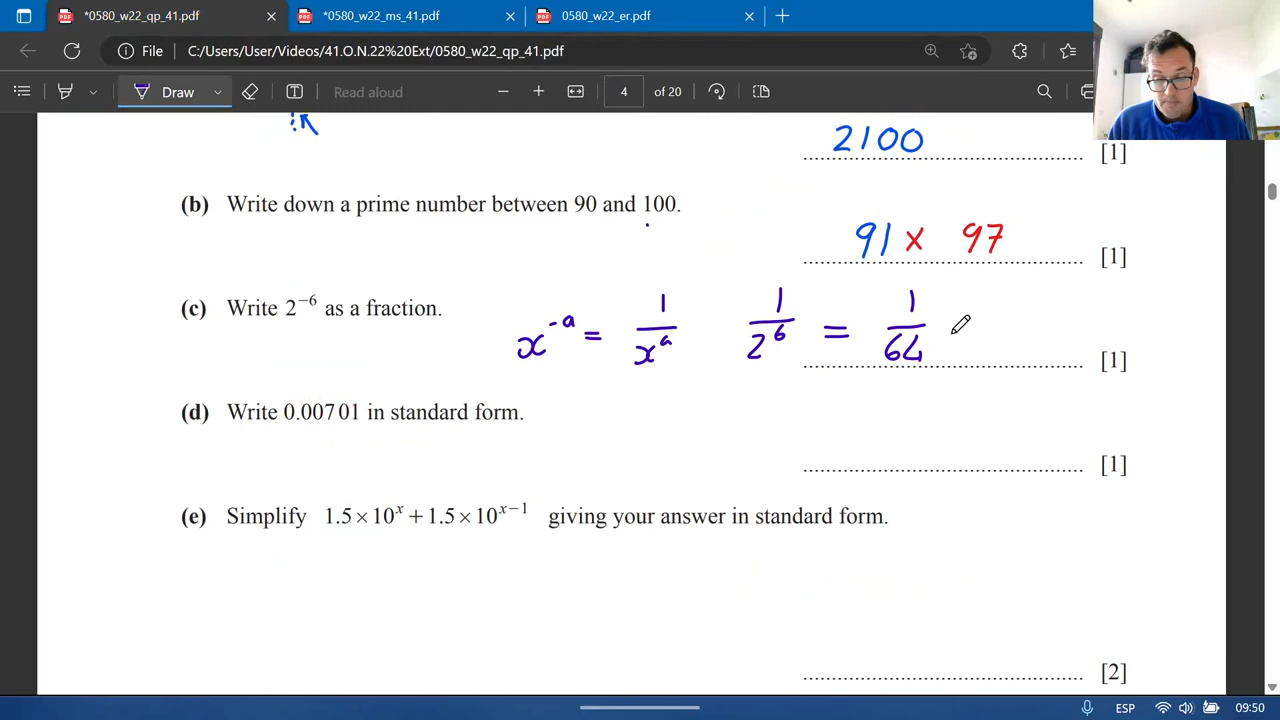 *0580_w22_qp_41.pdf
*0580_w22_ms_41.pdf
0580_w22_er.pdf
File C:/Users/User/Videos/41.O.N.22%20Ext/0580_w22_qp_41.pdf
Draw Read aloud 4 of 20
2100
[1]
(b) Write down a prime number between 90 and 100.
91 x 97
[1]
(c) Write 2⁻⁶ as a fraction.
x⁻ᵃ = 1/xᵃ 1/2⁶ = 1/64
[1]
(d) Write 0.00701 in standard form.
[1]
(e) Simplify 1.5 × 10ˣ + 1.5 × 10ˣ⁻¹ giving your answer in standard form.
[2]
ESP 09:50